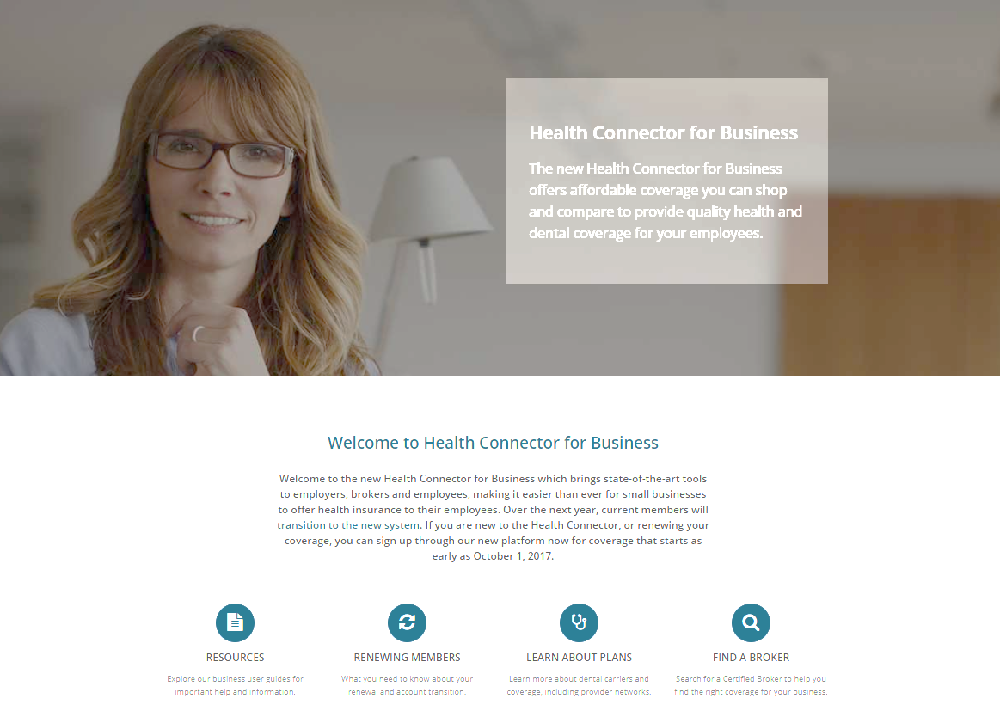 Health Connector for Business
The new Health Connector for Business
offers affordable coverage you can shop
and compare to provide quality health and
dental coverage for your employees.
Welcome to Health Connector for Business
Welcome to the new Health Connector for Business which brings state-of-the-art tools
to employers, brokers and employees, making it easier than ever for small businesses
to offer health insurance to their employees. Over the next year, current members will
transition to the new system. If you are new to the Health Connector, or renewing your
coverage, you can sign up through our new platform now for coverage that starts as
early as October 1, 2017.
RESOURCES
Explore our business user guides for
important help and information.
RENEWING MEMBERS
What you need to know about your
renewal and account transition.
LEARN ABOUT PLANS
Learn more about dental carriers and
coverage, including provider networks.
FIND A BROKER
Search for a Certified Broker to help you
find the right coverage for your business.